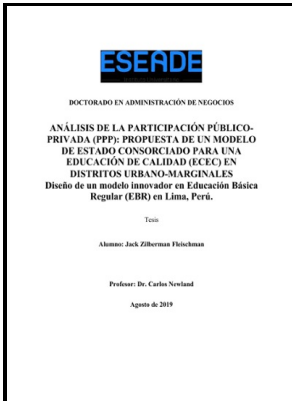 ESEADE
DOCTORADO EN ADMINISTRACIÓN DE NEGOCIOS
ANÁLISIS DE LA PARTICIPACIÓN PÚBLICO-
PRIVADA (PPP): PROPUESTA DE UN MODELO
DE ESTADO CONSORCIADO PARA UNA
EDUCACIÓN DE CALIDAD (ECEC) EN
DISTRITOS URBANO-MARGINALES
Diseño de un modelo innovador en Educación Básica
Regular (EBR) en Lima, Perú.
Tesis
Alumno: Jack Zilberman Fleischman
Profesor: Dr. Carlos Newland
Agosto de 2019